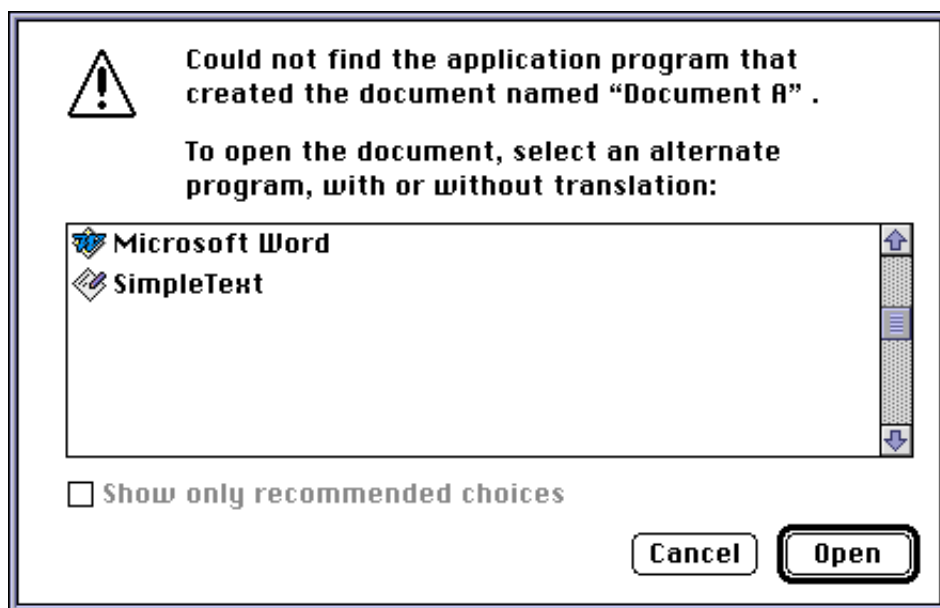 Could not find the application program that
created the document named “Document A” .
To open the document, select an alternate
program, with or without translation:
Microsoft Word
SimpleText
Show only recommended choices
Cancel
Open